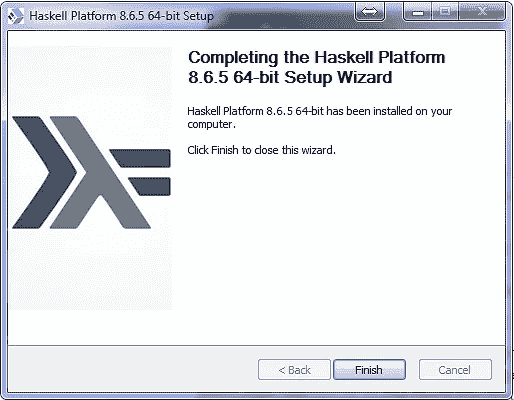 Haskell Platform 8.6.5 64-bit Setup
Completing the Haskell Platform
8.6.5 64-bit Setup Wizard
Haskell Platform 8.6.5 64-bit has been installed on your
computer.
Click Finish to close this wizard.
< Back
Finish
Cancel